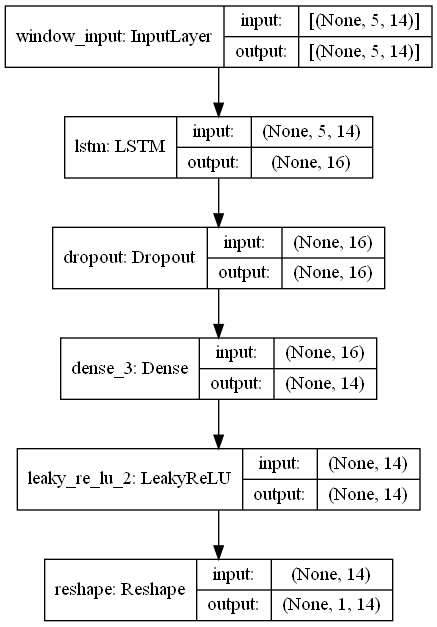 window_input: InputLayer
input:
[(None, 5, 14)]
output:
[(None, 5, 14)]
lstm: LSTM
input:
(None, 5, 14)
output:
(None, 16)
dropout: Dropout
input:
(None, 16)
output:
(None, 16)
dense_3: Dense
input:
(None, 16)
output:
(None, 14)
leaky_re_lu_2: LeakyReLU
input:
(None, 14)
output:
(None, 14)
reshape: Reshape
input:
(None, 14)
output:
(None, 1, 14)